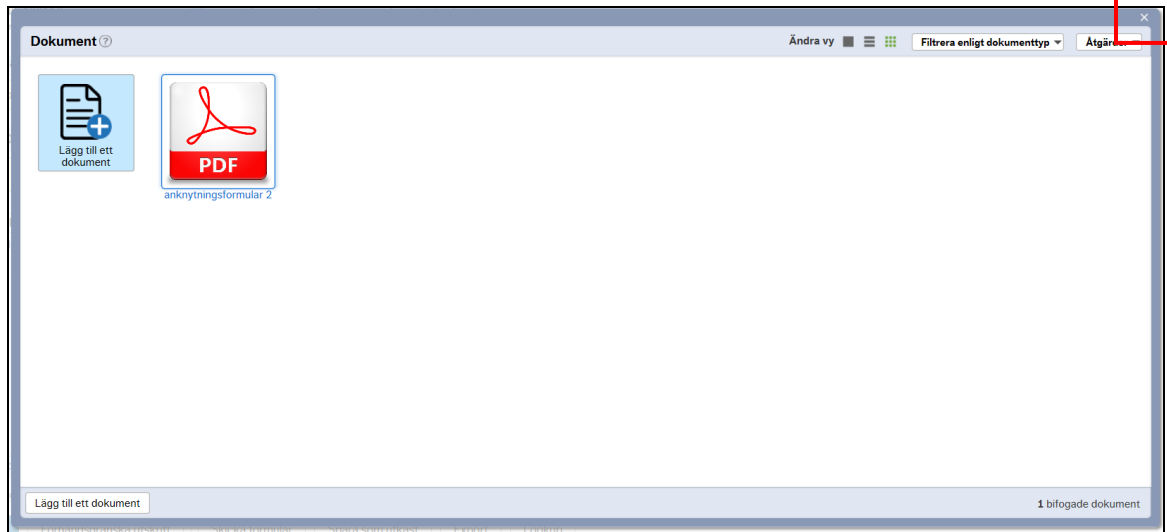 Dokument
Ändra vy
Filtrera enligt dokumenttyp
Åtgärder
Lägg till ett
dokument
PDF
anknytningsformular 2
Lägg till ett dokument
1 bifogade dokument